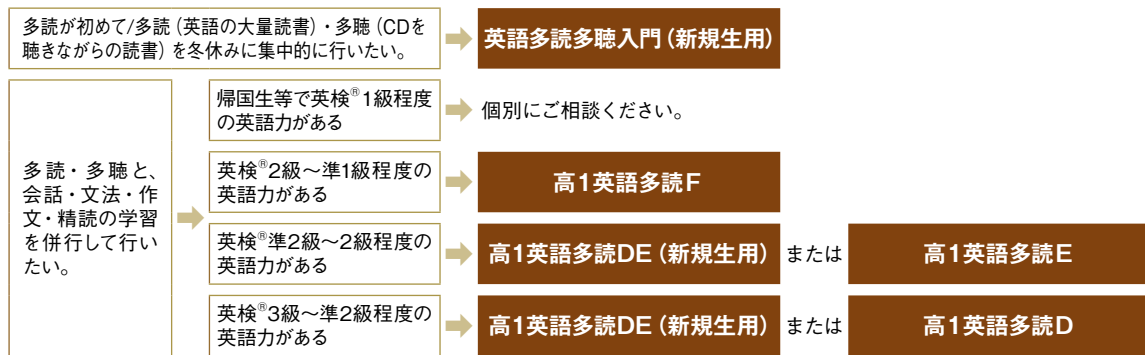 多読が初めて/多読(英語の大量読書)・多聴(CDを
聴きながらの読書)を冬休みに集中的に行いたい。
英語多読多聴入門(新規生用)
多読・多聴と、
会話・文法・作
文・精読の学習
を併行して行い
たい。
帰国生等で英検®1級程度
の英語力がある
個別にご相談ください。
英検®2級～準1級程度の
英語力がある
高1英語多読F
英検®準2級～2級程度の
英語力がある
高1英語多読DE(新規生用) または 高1英語多読E
英検®3級～準2級程度の
英語力がある
高1英語多読DE(新規生用) または 高1英語多読D